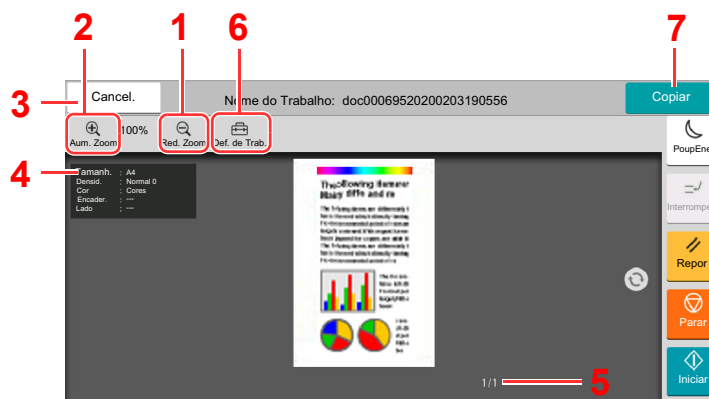 2
1
6
7
Cancel.
Nome do Trabalho: doc00069520200203190556
Copiar
3
Aum. Zoom
100%
Red. Zoom
Def. de Trab.
PoupEne
4
Tamanh. : A4
Densid. : Normal 0
Cor : Cores
Encader. : ---
Lado : ---
Interrompe
Repor
Parar
1/1
5
Iniciar